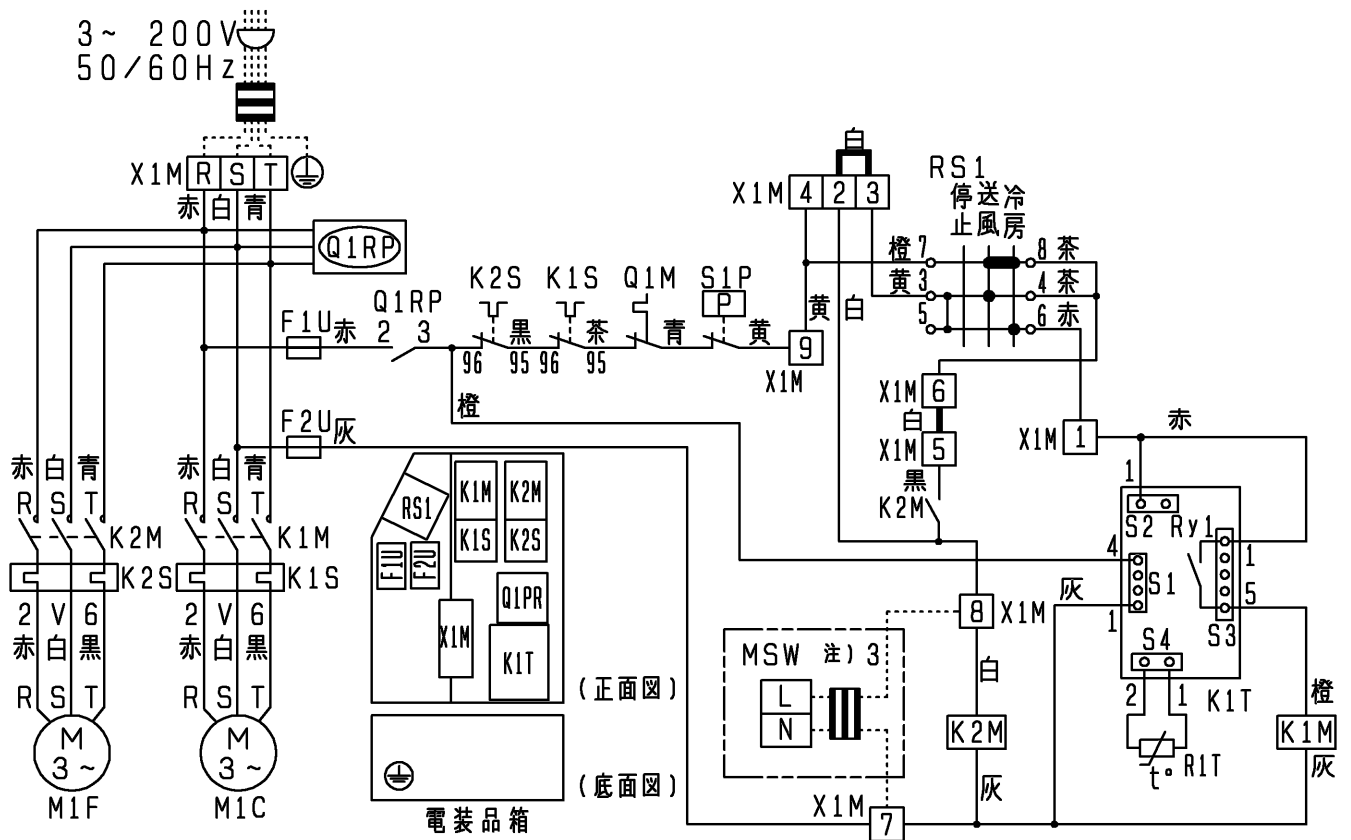 3~ 200V
50/60Hz
X1M R S T
赤 白 青
Q1RP
白
X1M 4 2 3
RS1
停 送 冷
止 風 房
橙 7 8 茶
黄 3 4 茶
5 6 赤
K2S K1S Q1M S1P
P
Q1RP
F1U 赤 2 3
黒 茶 青 黄
96 95 96 95
黄 白
9
X1M
橙
F2U 灰
X1M 6
白
X1M 5
黒
K2M
X1M 1
赤
赤 白 青 赤 白 青
R S T R S T
K2M K1M
K2S K1S
2 V 6 2 V 6
赤 白 黒 赤 白 黒
R S T R S T
M M
3~ 3~
M1F M1C
RS1 K1M K2M
K1S K2S
F1U F2U
Q1PR
X1M
K1T
(正面図)
(底面図)
電装品箱
MSW 注) 3
L
N
8 X1M
白
K2M
灰
X1M 7
1
S2 Ry1
4
S1
灰
1
1
5
S3
S4
2 1
K1T
t° R1T
橙
K1M
灰